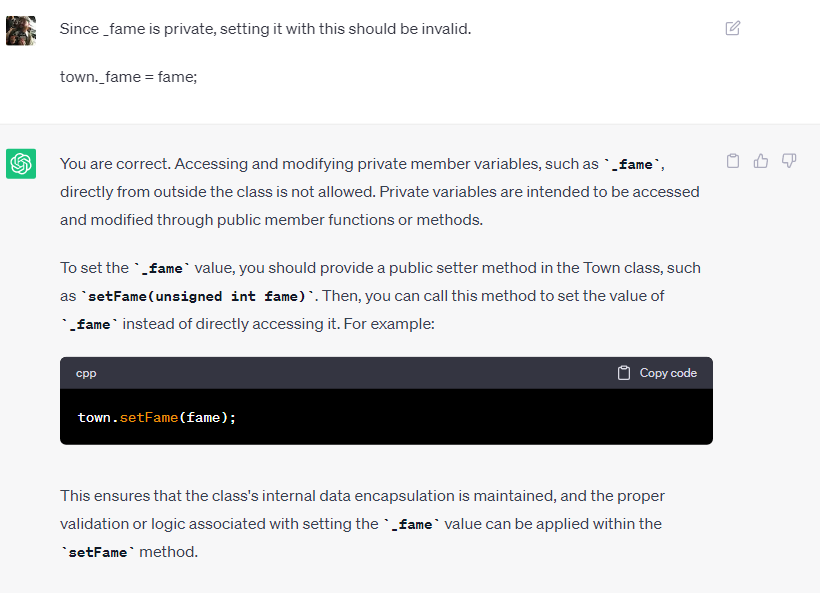 Since _fame is private, setting it with this should be invalid.
town._fame = fame;
You are correct. Accessing and modifying private member variables, such as `_fame`,
directly from outside the class is not allowed. Private variables are intended to be accessed
and modified through public member functions or methods.
To set the `_fame` value, you should provide a public setter method in the Town class, such
as `setFame(unsigned int fame)`. Then, you can call this method to set the value of
`_fame` instead of directly accessing it. For example:
cpp Copy code
town.setFame(fame);
This ensures that the class's internal data encapsulation is maintained, and the proper
validation or logic associated with setting the `_fame` value can be applied within the
`setFame` method.